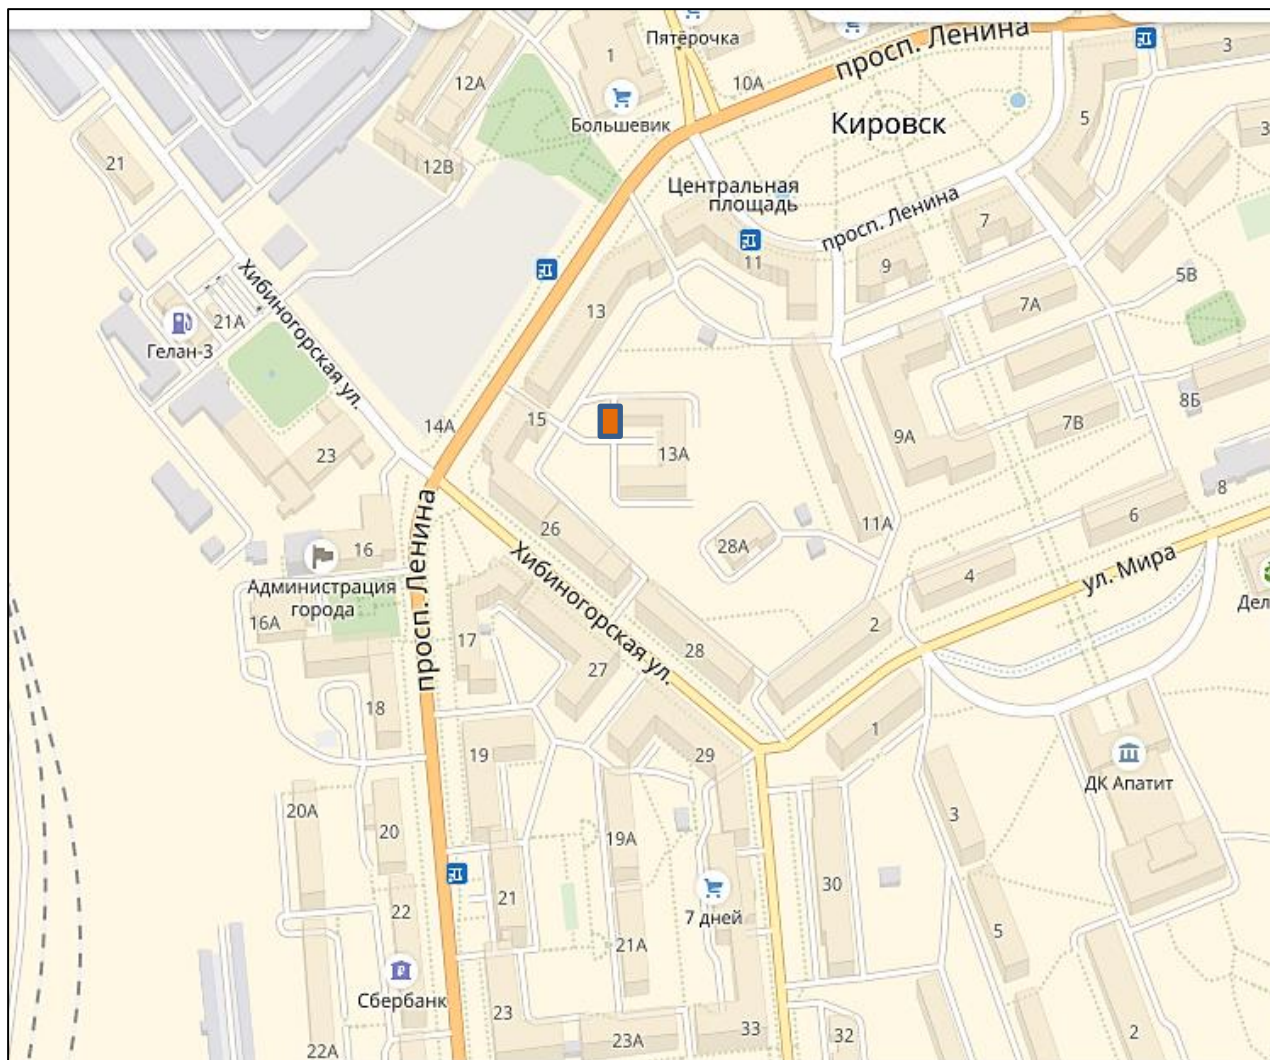 Пятёрочка
1
3
просп. Ленина
12А
10А
Большевик
Кировск
5
3
21
12В
Центральная
площадь
просп. Ленина
7
11
9
5В
Хибиногорская ул.
13
7А
21А
Гелан-3
8Б
14А
15
7В
9А
23
13А
8
6
11А
26
16
28А
Хибиногорская ул.
просп. Ленина
Администрация
города
4
ул. Мира
Дел
16А
2
17
28
27
18
1
19
29
ДК Апатит
20А
3
20
19А
30
22
21
7 дней
5
21А
Сбербанк
23
33
32
2
23А
22А